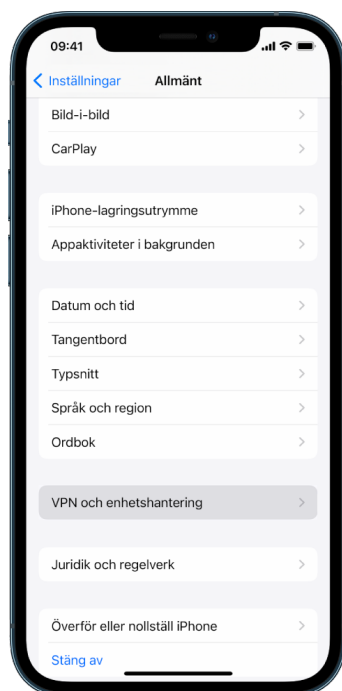 09:41
Inställningar Allmänt
Bild-i-bild
CarPlay
iPhone-lagringsutrymme
Appaktiviteter i bakgrunden
Datum och tid
Tangentbord
Typsnitt
Språk och region
Ordbok
VPN och enhetshantering
Juridik och regelverk
Överför eller nollställ iPhone
Stäng av